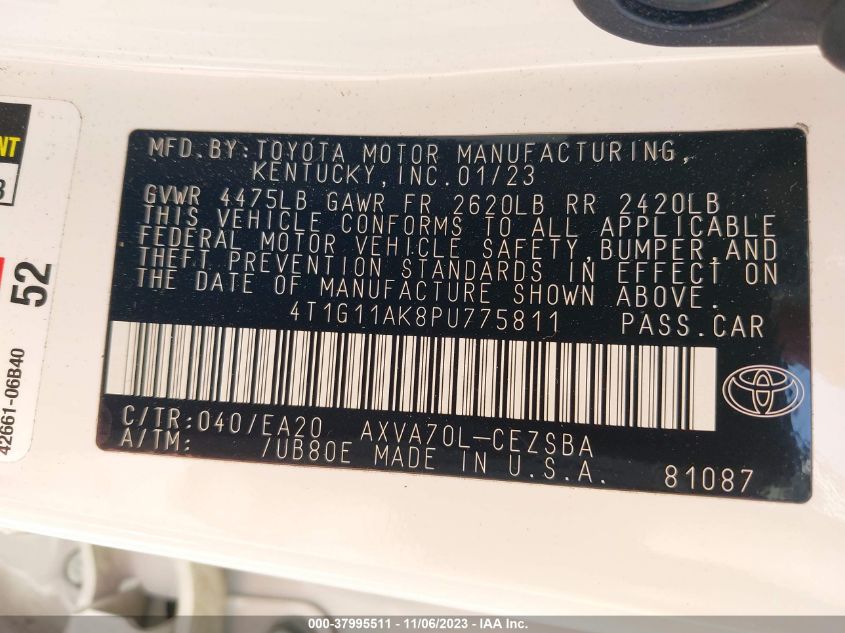 MFD.BY:TOYOTA MOTOR MANUFACTURING,
KENTUCKY,INC.01/23
GVWR 4475LB GAWR FR 2620LB RR 2420LB
THIS VEHICLE CONFORMS TO ALL APPLICABLE
FEDERAL MOTOR VEHICLE SAFETY,BUMPER,AND
THEFT PREVENTION STANDARDS IN EFFECT ON
THE DATE OF MANUFACTURE SHOWN ABOVE.
4T1G11AK8PU775811 PASS.CAR
C/TR:040/EA20 AXVA70L-CEZSBA
A/TM: /UB80E MADE IN U.S.A. 81087
52
42661-06B40
000-37995511 - 11/06/2023 - IAA Inc.